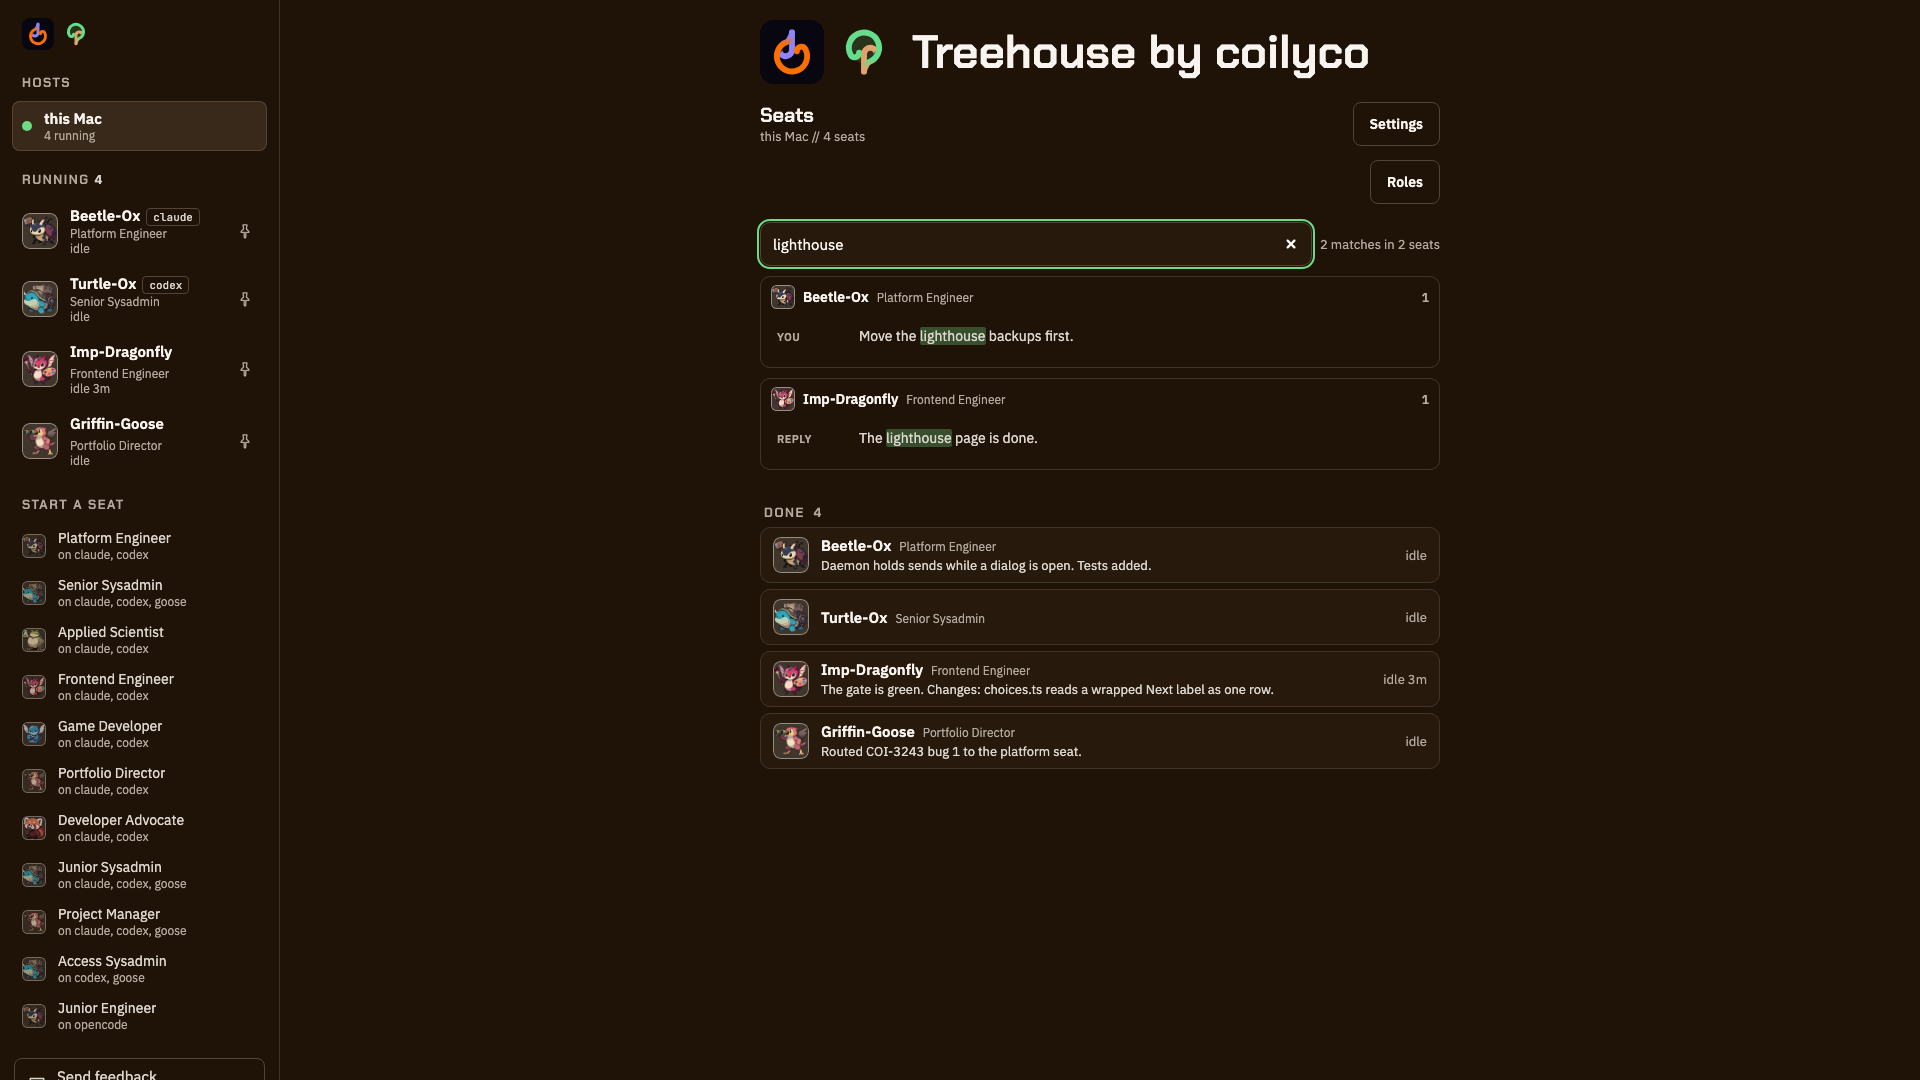 HOSTS
this Mac
4 running
RUNNING 4
Beetle-Ox claude
Platform Engineer
idle
Turtle-Ox codex
Senior Sysadmin
idle
Imp-Dragonfly
Frontend Engineer
idle 3m
Griffin-Goose
Portfolio Director
idle
START A SEAT
Platform Engineer
on claude, codex
Senior Sysadmin
on claude, codex, goose
Applied Scientist
on claude, codex
Frontend Engineer
on claude, codex
Game Developer
on claude, codex
Portfolio Director
on claude, codex
Developer Advocate
on claude, codex
Junior Sysadmin
on claude, codex, goose
Project Manager
on claude, codex, goose
Access Sysadmin
on codex, goose
Junior Engineer
on opencode
Send feedback
Treehouse by coilyco
Seats
this Mac // 4 seats
Settings
Roles
lighthouse
2 matches in 2 seats
Beetle-Ox Platform Engineer 1
YOU Move the lighthouse backups first.
Imp-Dragonfly Frontend Engineer 1
REPLY The lighthouse page is done.
DONE 4
Beetle-Ox Platform Engineer
Daemon holds sends while a dialog is open. Tests added.
idle
Turtle-Ox Senior Sysadmin
idle
Imp-Dragonfly Frontend Engineer
The gate is green. Changes: choices.ts reads a wrapped Next label as one row.
idle 3m
Griffin-Goose Portfolio Director
Routed COI-3243 bug 1 to the platform seat.
idle